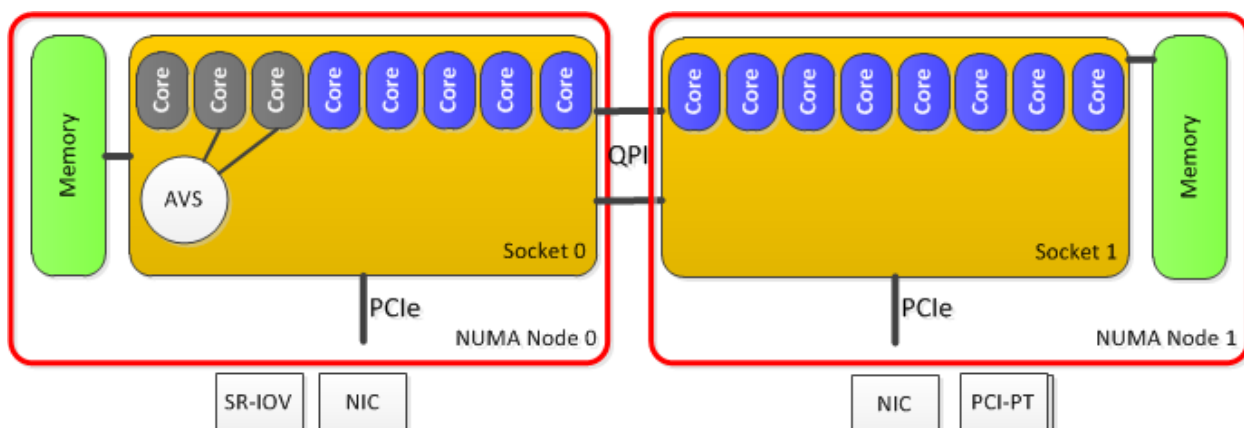 Memory
Core Core Core Core Core Core Core Core
AVS
Socket 0
PCIe
NUMA Node 0
QPI
Core Core Core Core Core Core Core Core
Memory
Socket 1
PCIe
NUMA Node 1
SR-IOV
NIC
NIC
PCI-PT